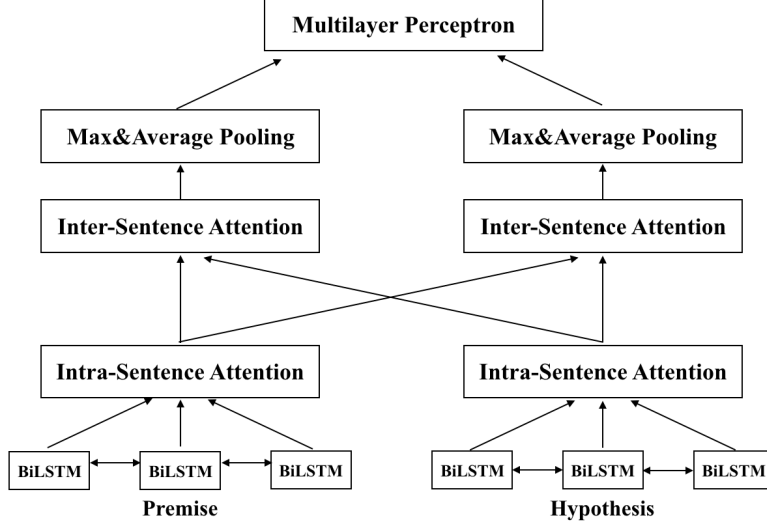 Multilayer Perceptron
Max&Average Pooling
Max&Average Pooling
Inter-Sentence Attention
Inter-Sentence Attention
Intra-Sentence Attention
Intra-Sentence Attention
BiLSTM
BiLSTM
BiLSTM
BiLSTM
BiLSTM
BiLSTM
Premise
Hypothesis